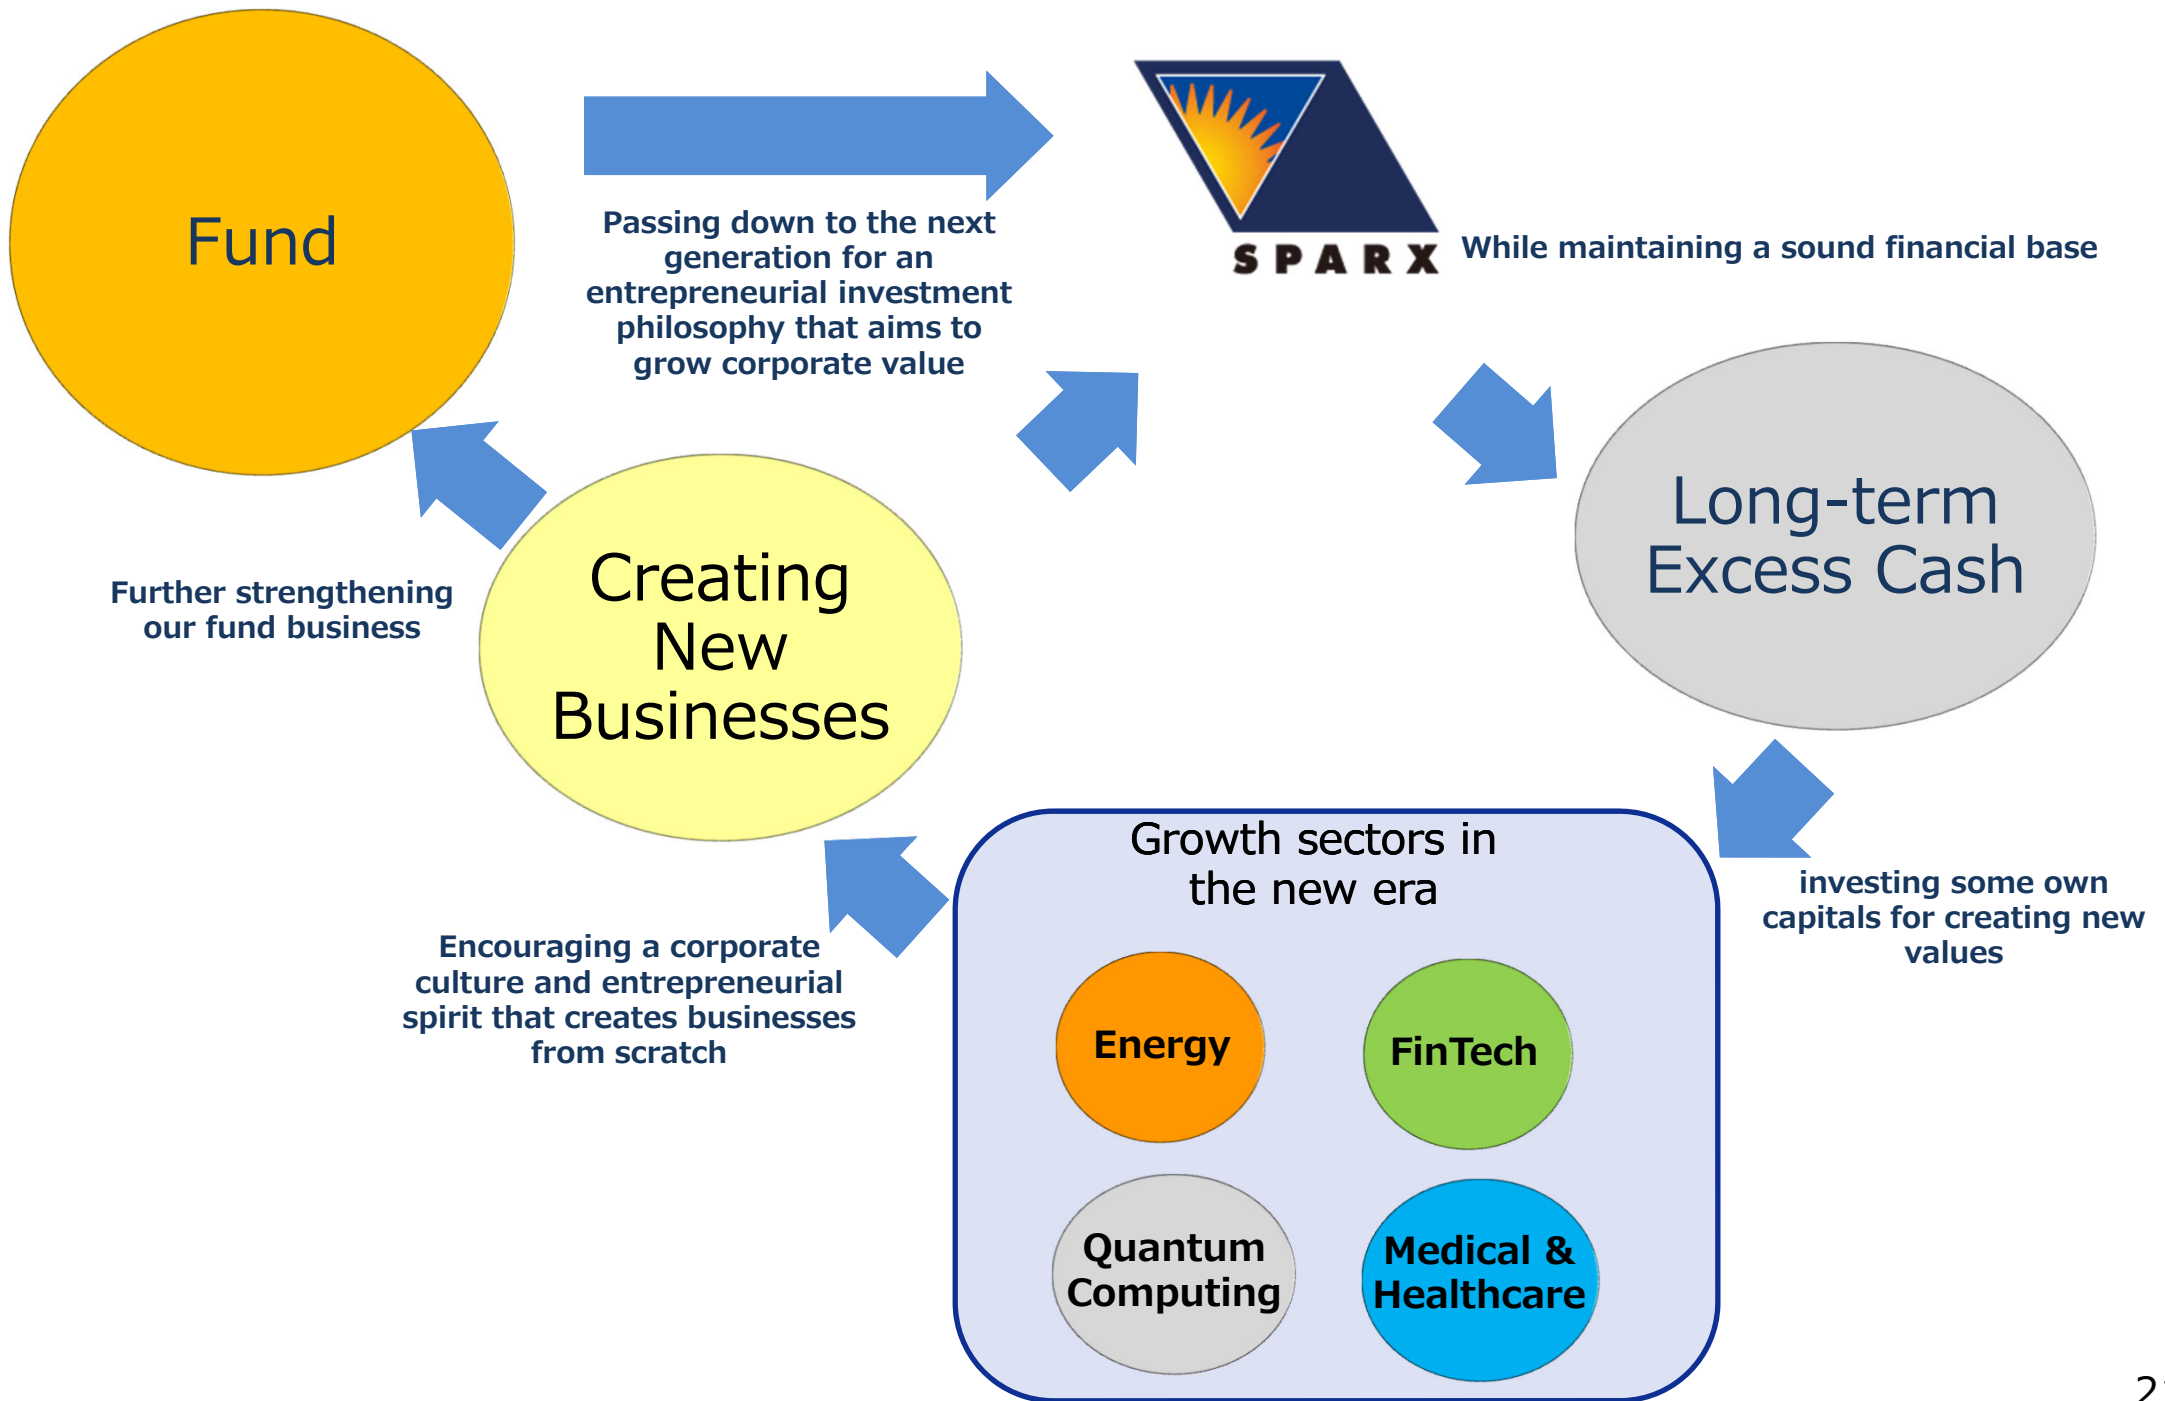 Fund
Passing down to the next
generation for an
entrepreneurial investment
philosophy that aims to
grow corporate value
SPARX
While maintaining a sound financial base
Long-term
Excess Cash
Further strengthening
our fund business
Creating
New
Businesses
investing some own
capitals for creating new
values
Encouraging a corporate
culture and entrepreneurial
spirit that creates businesses
from scratch
Growth sectors in
the new era
Energy
FinTech
Quantum
Computing
Medical &
Healthcare